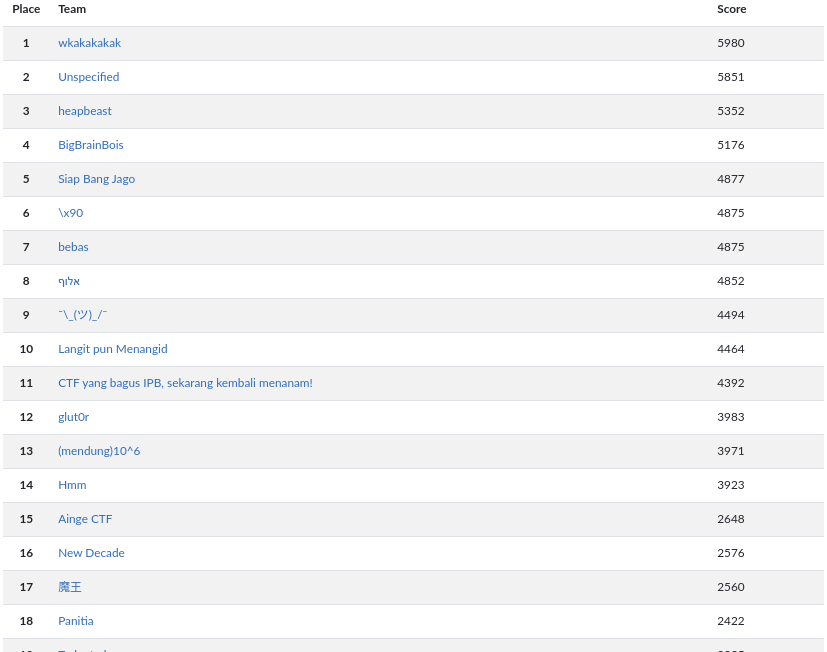 Place Team Score
1 wkakakakak 5980
2 Unspecified 5851
3 heapbeast 5352
4 BigBrainBois 5176
5 Siap Bang Jago 4877
6 \x90 4875
7 bebas 4875
8 אלוף 4852
9 ¯\_(ツ)_/¯ 4494
10 Langit pun Menangid 4464
11 CTF yang bagus IPB, sekarang kembali menanam! 4392
12 glut0r 3983
13 (mendung)10^6 3971
14 Hmm 3923
15 Ainge CTF 2648
16 New Decade 2576
17 魔王 2560
18 Panitia 2422